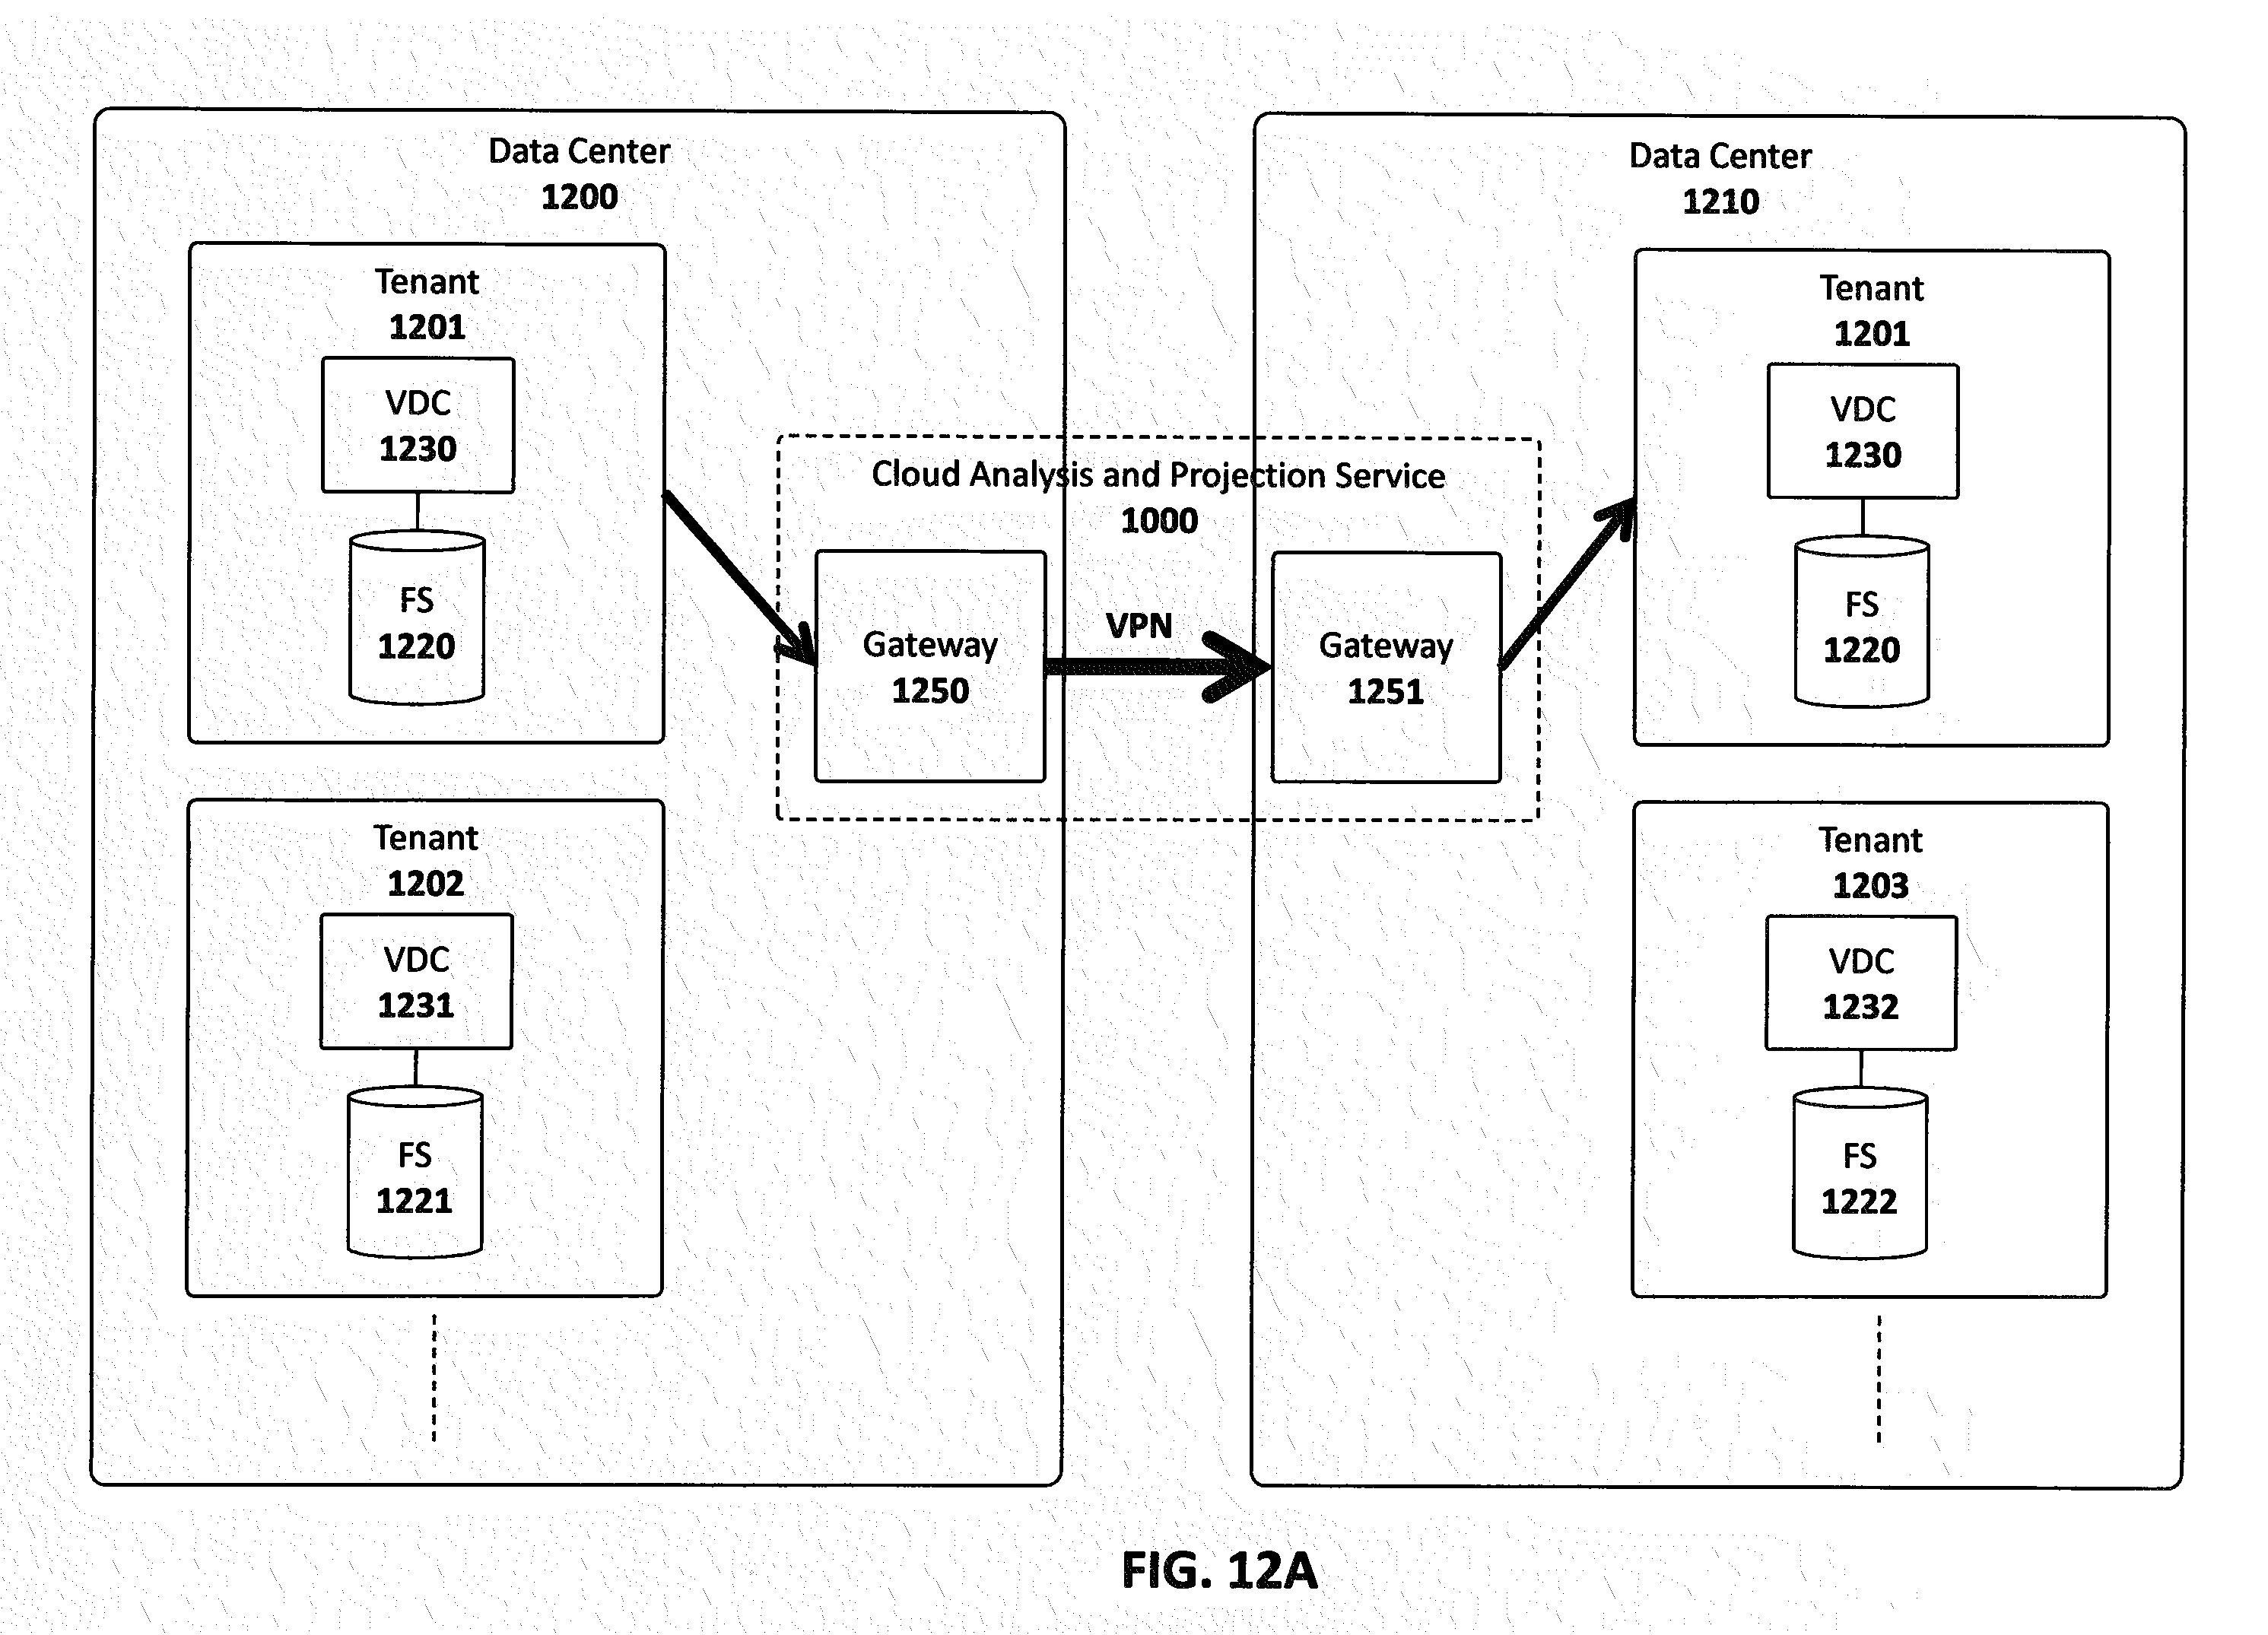 Data Center
1200
Tenant
1201
VDC
1230
FS
1220
Tenant
1202
VDC
1231
FS
1221
Cloud Analysis and Projection Service
1000
Gateway
1250
VPN
Gateway
1251
Data Center
1210
Tenant
1201
VDC
1230
FS
1220
Tenant
1203
VDC
1232
FS
1222
FIG. 12A